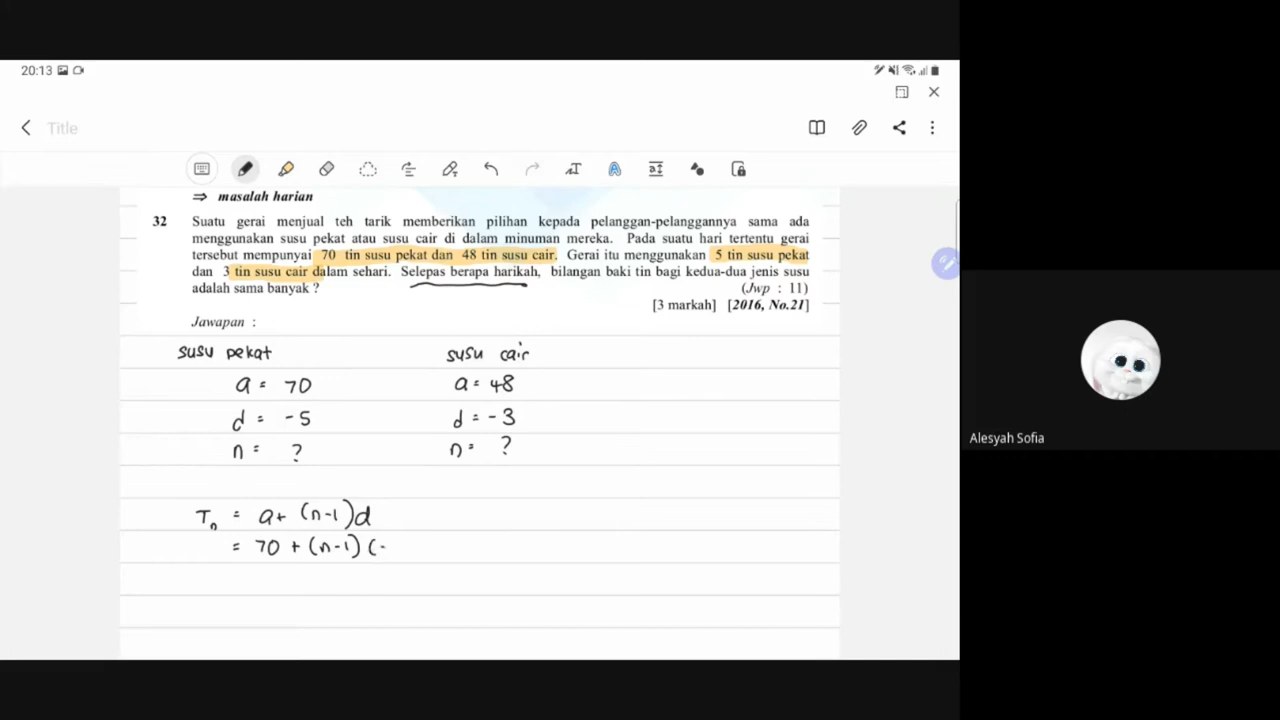 20:13
Title
⇒ masalah harian
32 Suatu gerai menjual teh tarik memberikan pilihan kepada pelanggan-pelanggannya sama ada
menggunakan susu pekat atau susu cair di dalam minuman mereka. Pada suatu hari tertentu gerai
tersebut mempunyai 70 tin susu pekat dan 48 tin susu cair. Gerai itu menggunakan 5 tin susu pekat
dan 3 tin susu cair dalam sehari. Selepas berapa harikah, bilangan baki tin bagi kedua-dua jenis susu
adalah sama banyak ? (Jwp : 11)
[3 markah] [2016, No.21]
Jawapan :
susu pekat susu cair
a = 70 a = 48
d = -5 d = -3
n = ? n = ?
Tn = a + (n-1)d
= 70 + (n-1) (-
Alesyah Sofia